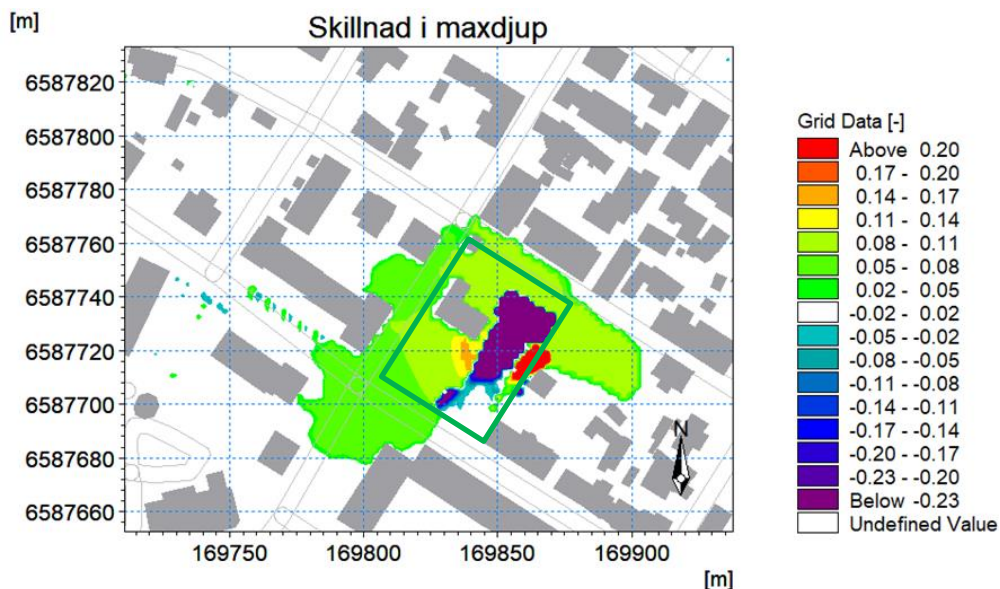 [m]
Skillnad i maxdjup
6587820
6587800
6587780
6587760
6587740
6587720
6587700
6587680
6587660
169750 169800 169850 169900
[m]
N
Grid Data [-]
Above 0.20
0.17 - 0.20
0.14 - 0.17
0.11 - 0.14
0.08 - 0.11
0.05 - 0.08
0.02 - 0.05
-0.02 - 0.02
-0.05 - -0.02
-0.08 - -0.05
-0.11 - -0.08
-0.14 - -0.11
-0.17 - -0.14
-0.20 - -0.17
-0.23 - -0.20
Below -0.23
Undefined Value